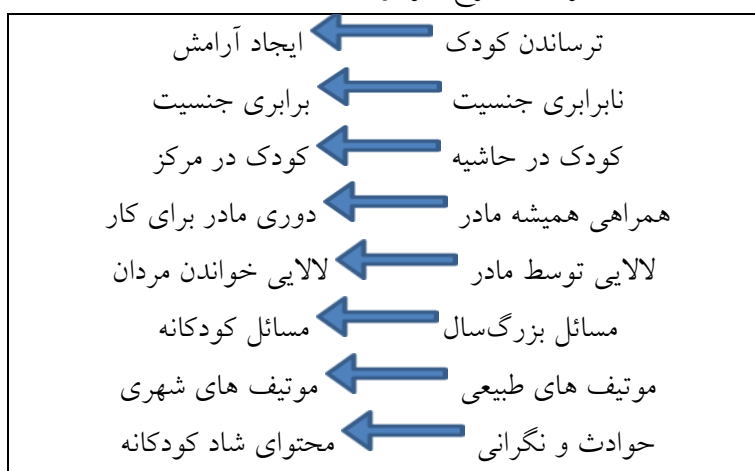 ترساندن کودک ایجاد آرامش
نابرابری جنسیت برابری جنسیت
کودک در حاشیه کودک در مرکز
همراهی همیشه مادر دوری مادر برای کار
لالایی توسط مادر لالایی خواندن مردان
مسائل بزرگ‌سال مسائل کودکانه
موتیف های طبیعی موتیف های شهری
حوادث و نگرانی محتوای شاد کودکانه